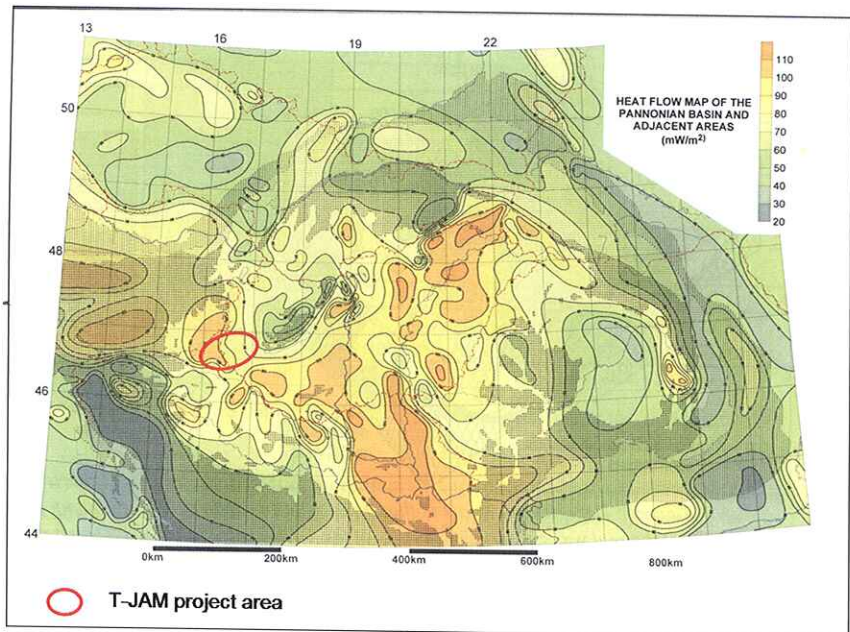 13
16
19
22
50
48
46
44
HEAT FLOW MAP OF THE
PANNONIAN BASIN AND
ADJACENT AREAS
(mW/m²)
110
100
90
80
70
60
50
40
30
20
0km
200km
400km
600km
800km
T-JAM project area